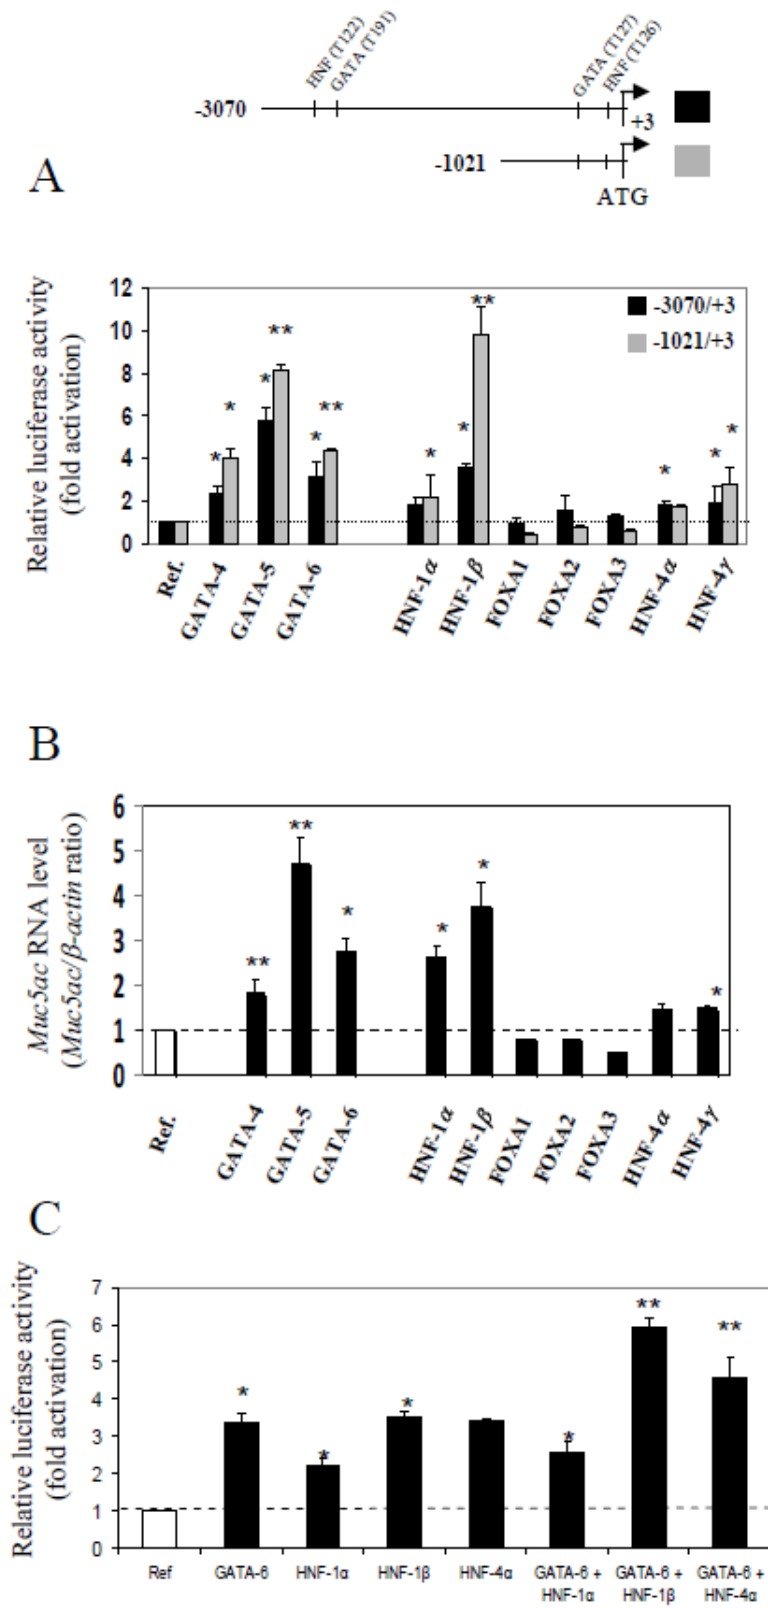 HNF (T122)
GATA (T191)
GATA (T127)
HNF (T126)
-3070
+3
-1021
ATG
A
Relative luciferase activity
(fold activation)
12
10
8
6
4
2
0
-3070/+3
-1021/+3
* ** * * * ** * * ** * * *
Ref.
GATA-4
GATA-5
GATA-6
HNF-1α
HNF-1β
FOXA1
FOXA2
FOXA3
HNF-4α
HNF-4γ
B
Muc5ac RNA level
(Muc5ac/β-actin ratio)
6
5
4
3
2
1
0
** ** * * * *
Ref.
GATA-4
GATA-5
GATA-6
HNF-1α
HNF-1β
FOXA1
FOXA2
FOXA3
HNF-4α
HNF-4γ
C
Relative luciferase activity
(fold activation)
7
6
5
4
3
2
1
0
* * * * ** **
Ref
GATA-6
HNF-1α
HNF-1β
HNF-4α
GATA-6 +
HNF-1α
GATA-6 +
HNF-1β
GATA-6 +
HNF-4α